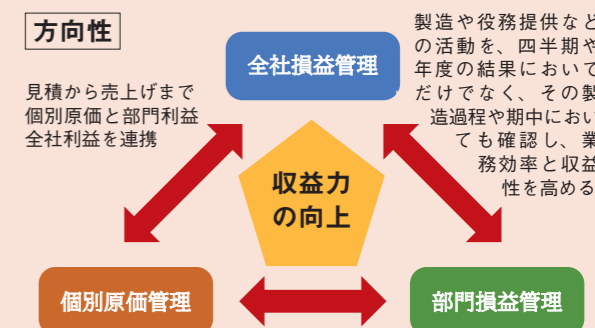 方向性
見積から売上げまで
個別原価と部門利益
全社利益を連携
全社損益管理
製造や役務提供など
の活動を、四半期や
年度の結果において
だけでなく、その製
造過程や期中におい
ても確認し、業
務効率と収益
性を高める
収益力
の向上
個別原価管理
部門損益管理